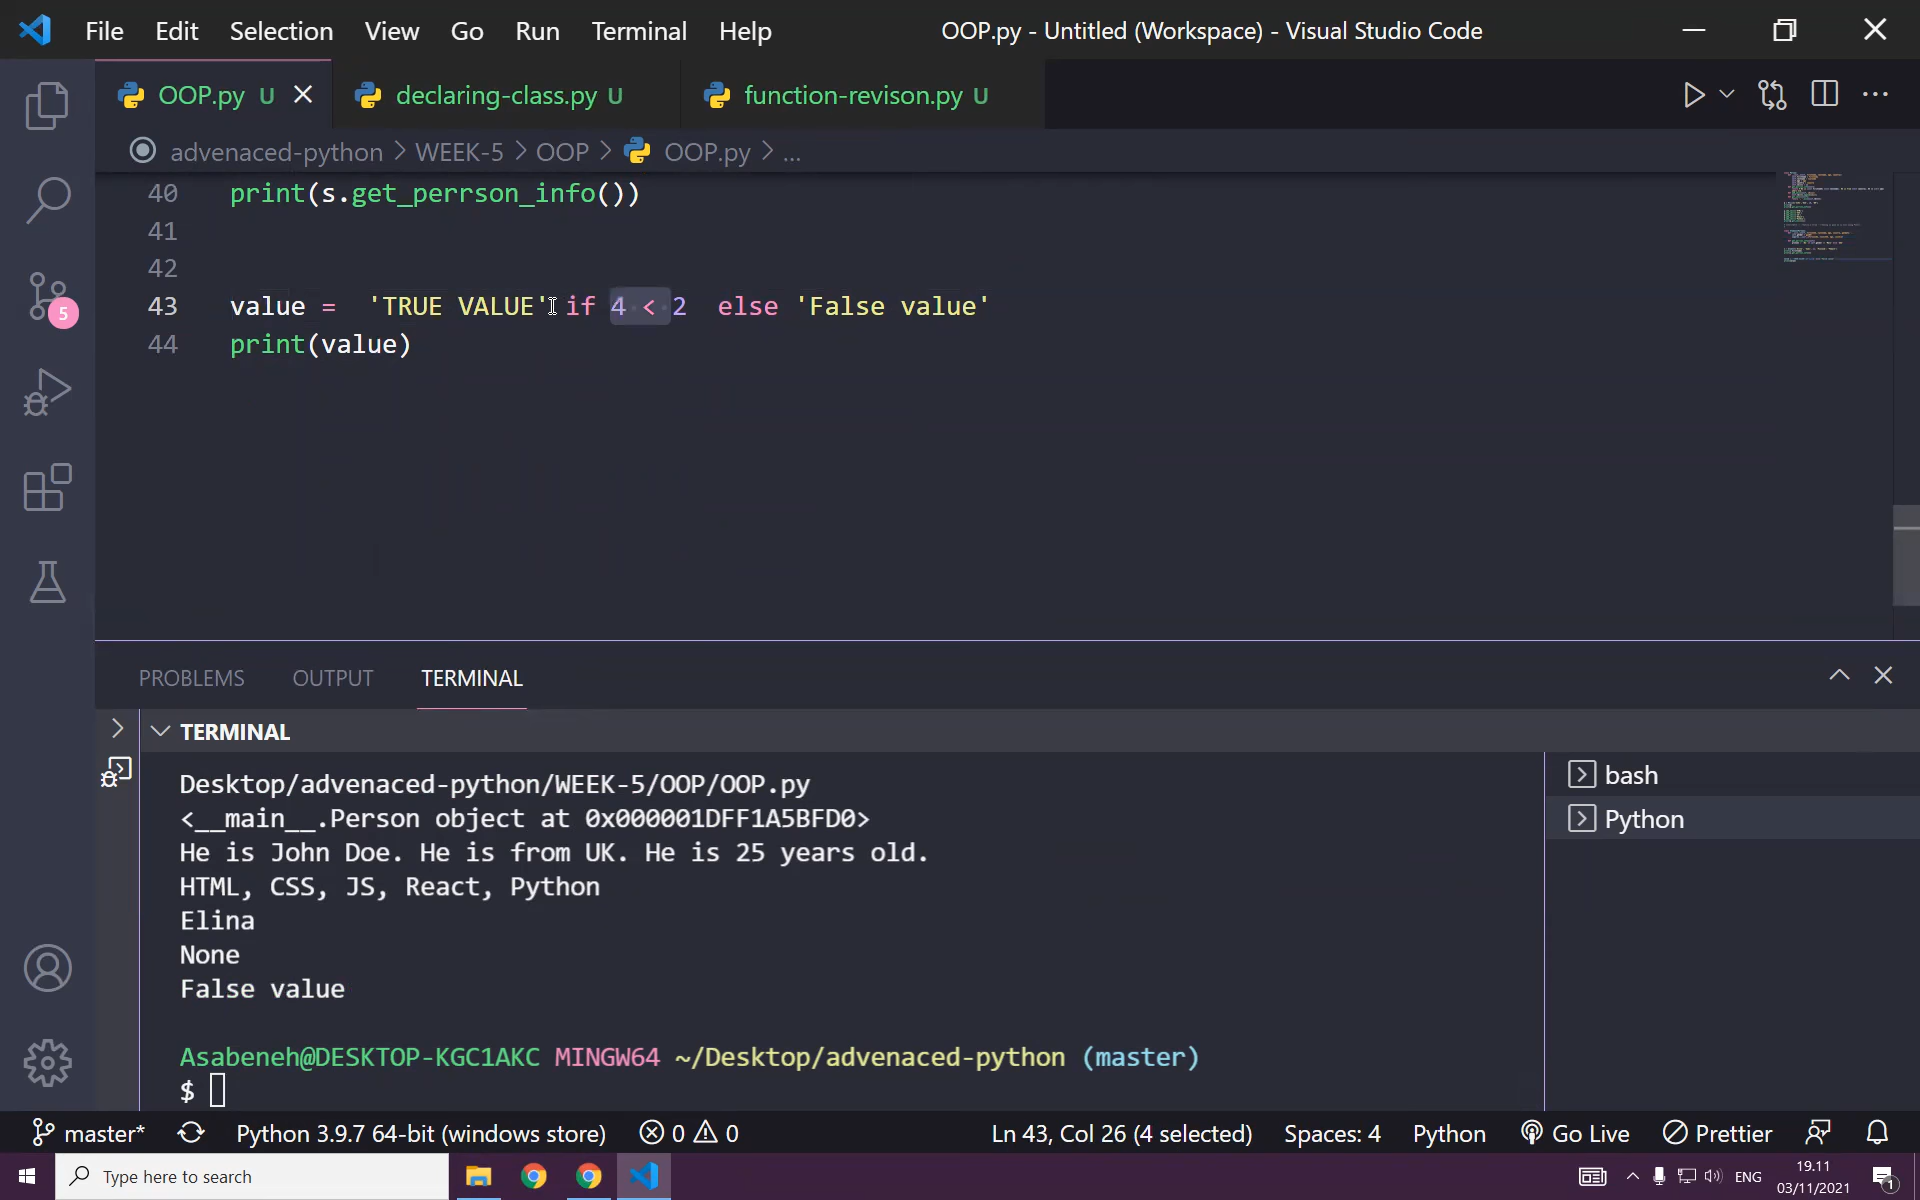 File Edit Selection View Go Run Terminal Help OOP.py - Untitled (Workspace) - Visual Studio Code
OOP.py U declaring-class.py U function-revison.py U
advenaced-python > WEEK-5 > OOP > OOP.py > ...
40 print(s.get_perrson_info())
41
42
43 value = 'TRUE VALUE' if 4 < 2 else 'False value'
44 print(value)
5
PROBLEMS OUTPUT TERMINAL
TERMINAL
Desktop/advenaced-python/WEEK-5/OOP/OOP.py
<__main__.Person object at 0x000001DFF1A5BFD0>
He is John Doe. He is from UK. He is 25 years old.
HTML, CSS, JS, React, Python
Elina
None
False value
Asabeneh@DESKTOP-KGC1AKC MINGW64 ~/Desktop/advenaced-python (master)
$
bash
Python
master* Python 3.9.7 64-bit (windows store) 0 0 Ln 43, Col 26 (4 selected) Spaces: 4 Python Go Live Prettier
Type here to search ENG 19.11 1
03/11/2021